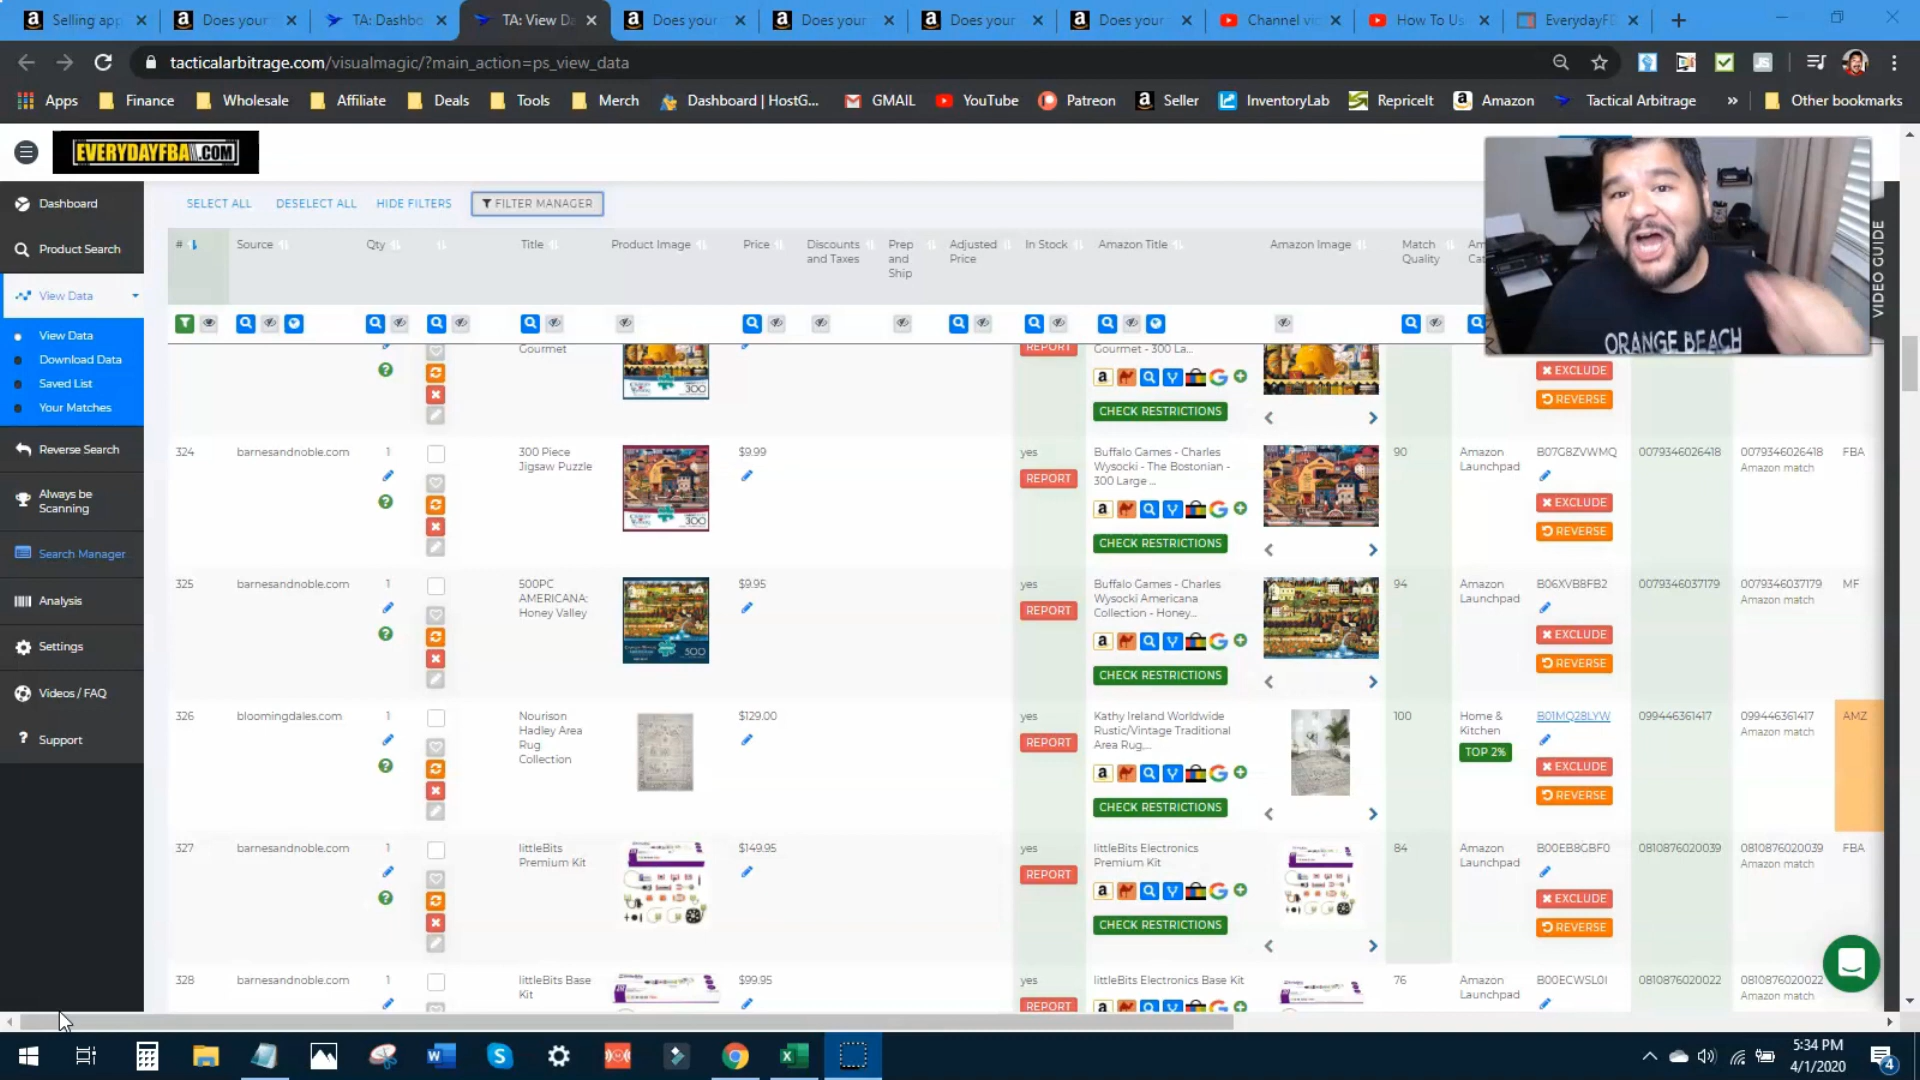 Selling app
Does your
TA: Dashbo
TA: View Da
Does your
Does your
Does your
Does your
Channel vi
How To Us
EverydayFB
tacticalarbitrage.com/visualmagic/?main_action=ps_view_data
Apps
Finance
Wholesale
Affiliate
Deals
Tools
Merch
Dashboard | HostG...
GMAIL
YouTube
Patreon
Seller
InventoryLab
RepriceIt
Amazon
Tactical Arbitrage
»
Other bookmarks
EVERYDAYFBA.COM
Dashboard
Product Search
View Data
View Data
Download Data
Saved List
Your Matches
Reverse Search
Always be
Scanning
Search Manager
Analysis
Settings
Videos / FAQ
Support
SELECT ALL
DESELECT ALL
HIDE FILTERS
FILTER MANAGER
#
Source
Qty
Title
Product Image
Price
Discounts
and Taxes
Prep
and
Ship
Adjusted
Price
In Stock
Amazon Title
Amazon Image
Match
Quality
Am
Cat
VIDEO GUIDE
ORANGE BEACH
Gourmet
300
REPORT
Gourmet - 300 La...
CHECK RESTRICTIONS
EXCLUDE
REVERSE
324
barnesandnoble.com
1
300 Piece
Jigsaw Puzzle
300
$9.99
yes
REPORT
Buffalo Games - Charles
Wysocki - The Bostonian -
300 Large ...
CHECK RESTRICTIONS
90
Amazon
Launchpad
B07G8ZVWMQ
EXCLUDE
REVERSE
0079346026418
0079346026418
Amazon match
FBA
325
barnesandnoble.com
1
500PC
AMERICANA:
Honey Valley
500
$9.95
yes
REPORT
Buffalo Games - Charles
Wysocki Americana
Collection - Honey...
CHECK RESTRICTIONS
94
Amazon
Launchpad
B06XVB8FB2
EXCLUDE
REVERSE
0079346037179
0079346037179
Amazon match
MF
326
bloomingdales.com
1
Nourison
Hadley Area
Rug
Collection
$129.00
yes
REPORT
Kathy Ireland Worldwide
Rustic/Vintage Traditional
Area Rug,...
CHECK RESTRICTIONS
100
Home &
Kitchen
TOP 2%
B01MQ28LYW
EXCLUDE
REVERSE
099446361417
099446361417
Amazon match
AMZ
327
barnesandnoble.com
1
littleBits
Premium Kit
$149.95
yes
REPORT
littleBits Electronics
Premium Kit
CHECK RESTRICTIONS
84
Amazon
Launchpad
B00EB8GBF0
EXCLUDE
REVERSE
0810876020039
0810876020039
Amazon match
FBA
328
barnesandnoble.com
1
littleBits Base
Kit
$99.95
yes
REPORT
littleBits Electronics Base Kit
76
Amazon
Launchpad
B00ECWSL0I
0810876020022
0810876020022
Amazon match
5:34 PM
4/1/2020
4